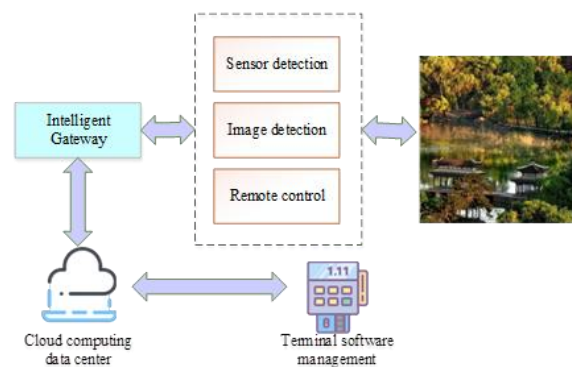 Sensor detection
Intelligent
Gateway
Image detection
Remote control
1.11
Cloud computing
data center
Terminal software
management